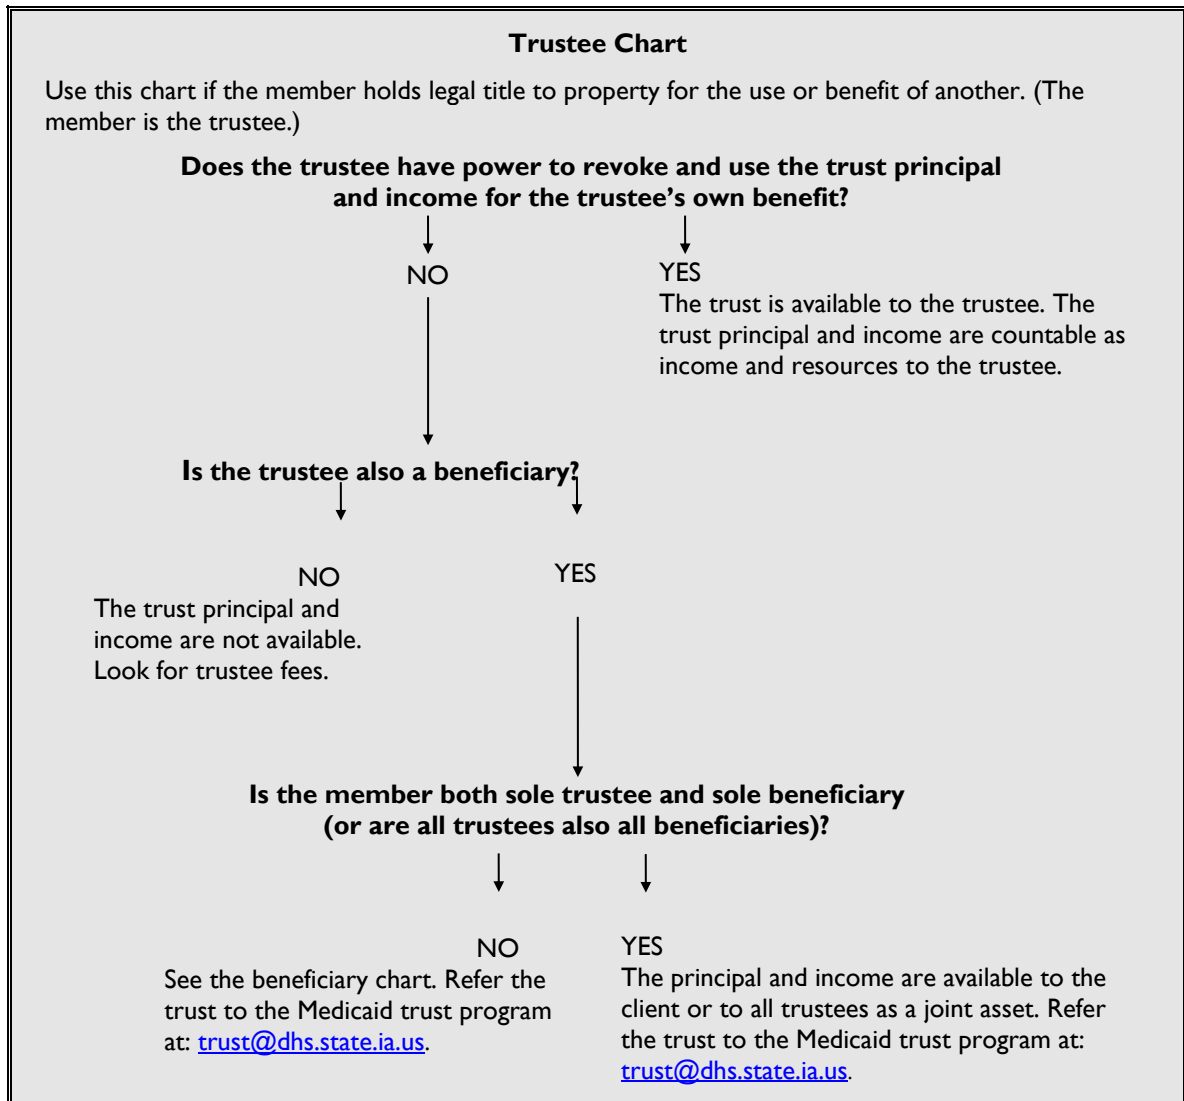 Trustee Chart
Use this chart if the member holds legal title to property for the use or benefit of another. (The
member is the trustee.)
Does the trustee have power to revoke and use the trust principal
and income for the trustee’s own benefit?
NO
YES
The trust is available to the trustee. The
trust principal and income are countable as
income and resources to the trustee.
Is the trustee also a beneficiary?
NO
The trust principal and
income are not available.
Look for trustee fees.
YES
Is the member both sole trustee and sole beneficiary
(or are all trustees also all beneficiaries)?
NO
See the beneficiary chart. Refer the
trust to the Medicaid trust program
at: trust@dhs.state.ia.us.
YES
The principal and income are available to the
client or to all trustees as a joint asset. Refer
the trust to the Medicaid trust program at:
trust@dhs.state.ia.us.